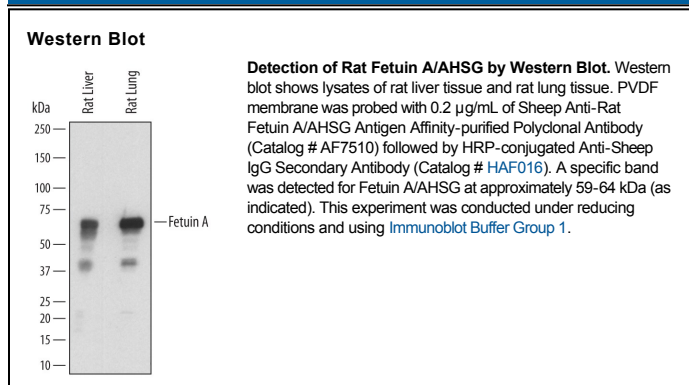 Western Blot
Rat Liver
Rat Lung
kDa
250
150
100
75
50
37
25
20
15
10
Fetuin A
Detection of Rat Fetuin A/AHSG by Western Blot. Western
blot shows lysates of rat liver tissue and rat lung tissue. PVDF
membrane was probed with 0.2 µg/mL of Sheep Anti-Rat
Fetuin A/AHSG Antigen Affinity-purified Polyclonal Antibody
(Catalog # AF7510) followed by HRP-conjugated Anti-Sheep
IgG Secondary Antibody (Catalog # HAF016). A specific band
was detected for Fetuin A/AHSG at approximately 59-64 kDa (as
indicated). This experiment was conducted under reducing
conditions and using Immunoblot Buffer Group 1.